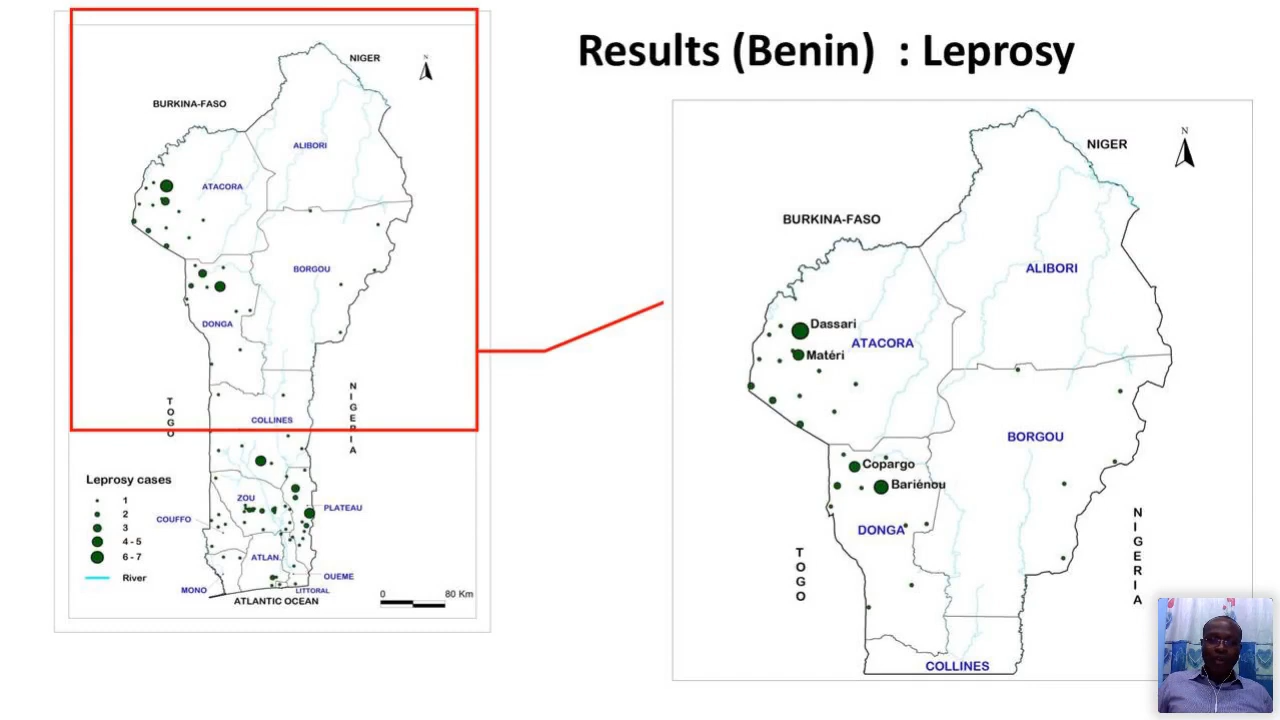 Results (Benin) : Leprosy
NIGER
N
BURKINA-FASO
ALIBORI
ATACORA
BORGOU
DONGA
TOGO
NIGERIA
COLLINES
Leprosy cases
1
2
3
4 - 5
6 - 7
River
ZOU
PLATEAU
COUFFO
ATLAN.
OUEME
MONO
LITTORAL
ATLANTIC OCEAN
0 80 Km
NIGER
N
BURKINA-FASO
ALIBORI
Dassari
ATACORA
Matéri
BORGOU
Copargo
Bariénou
DONGA
TOGO
NIGERIA
COLLINES